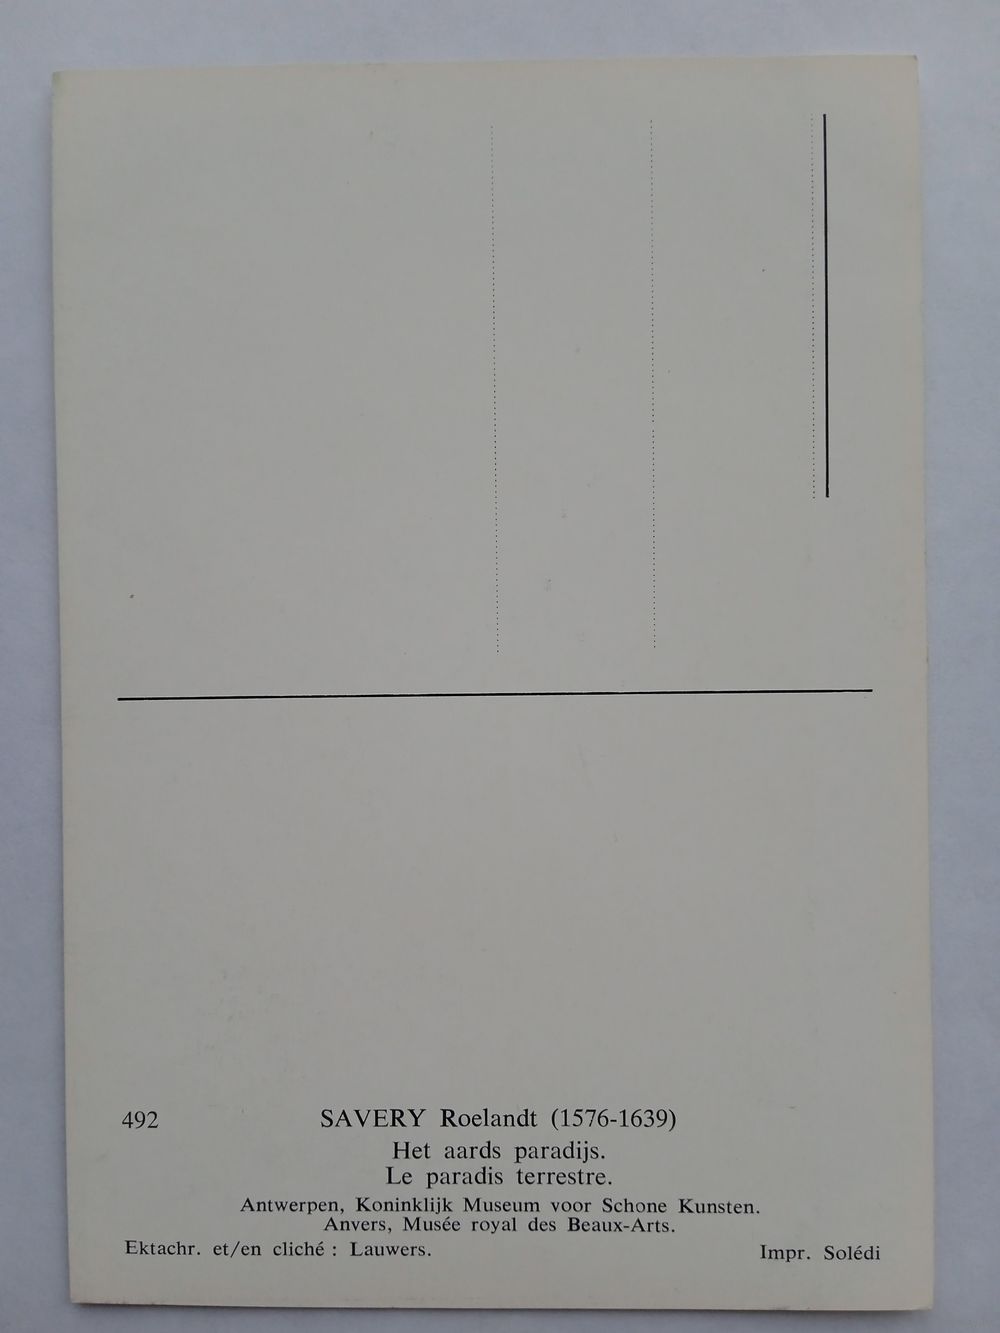 492
SAVERY Roelandt (1576-1639)
Het aards paradijs.
Le paradis terrestre.
Antwerpen, Koninklijk Museum voor Schone Kunsten.
Anvers, Musée royal des Beaux-Arts.
Ektachr. et/en cliché : Lauwers.
Impr. Solédi